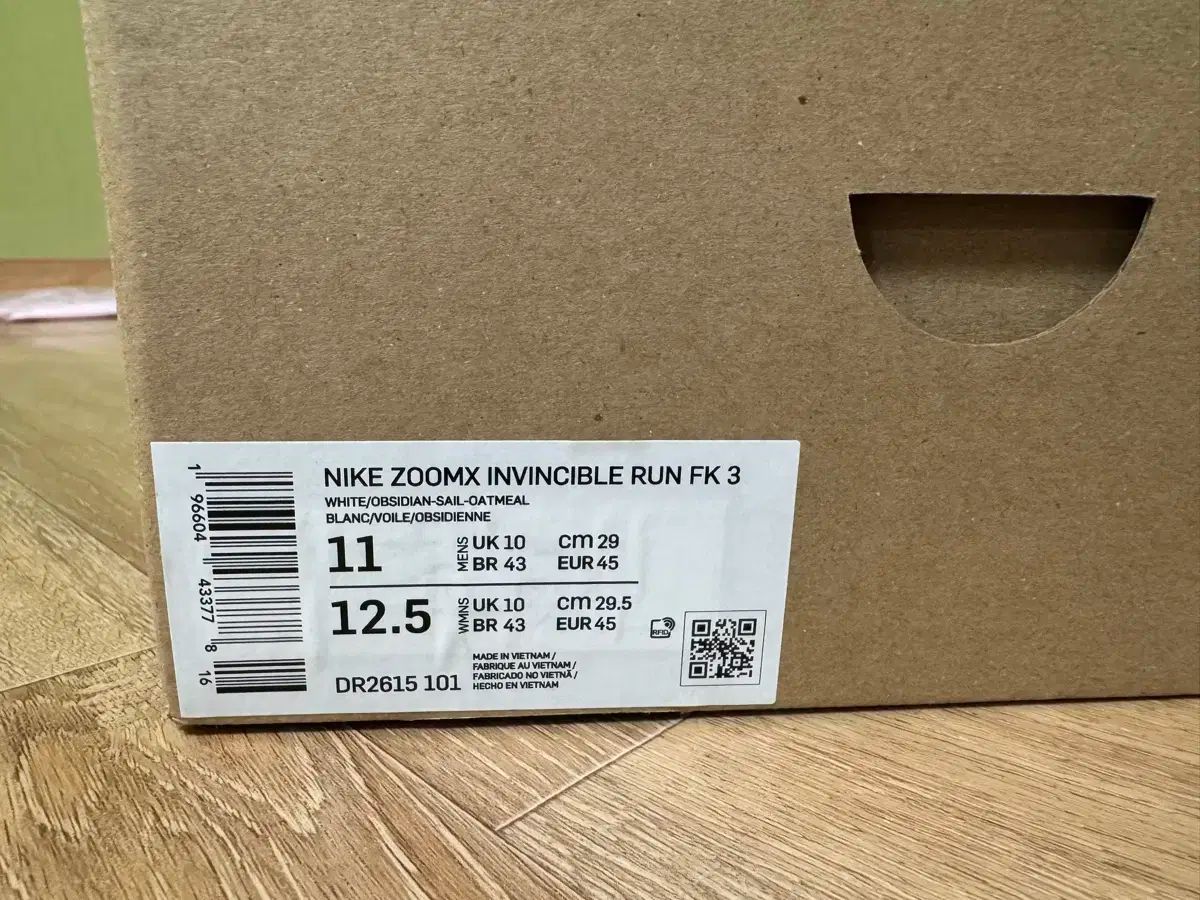 NIKE ZOOMX INVINCIBLE RUN FK 3
WHITE/OBSIDIAN-SAIL-OATMEAL
BLANC/VOILE/OBSIDIENNE
11 MENS UK 10 CM 29
BR 43 EUR 45
12.5 WMNS UK 10 CM 29.5
BR 43 EUR 45
RFID
DR2615 101
MADE IN VIETNAM /
FABRIQUE AU VIETNAM /
FABRICADO NO VIETNÃ /
HECHO EN VIETNAM
1 96604 43377 8 16